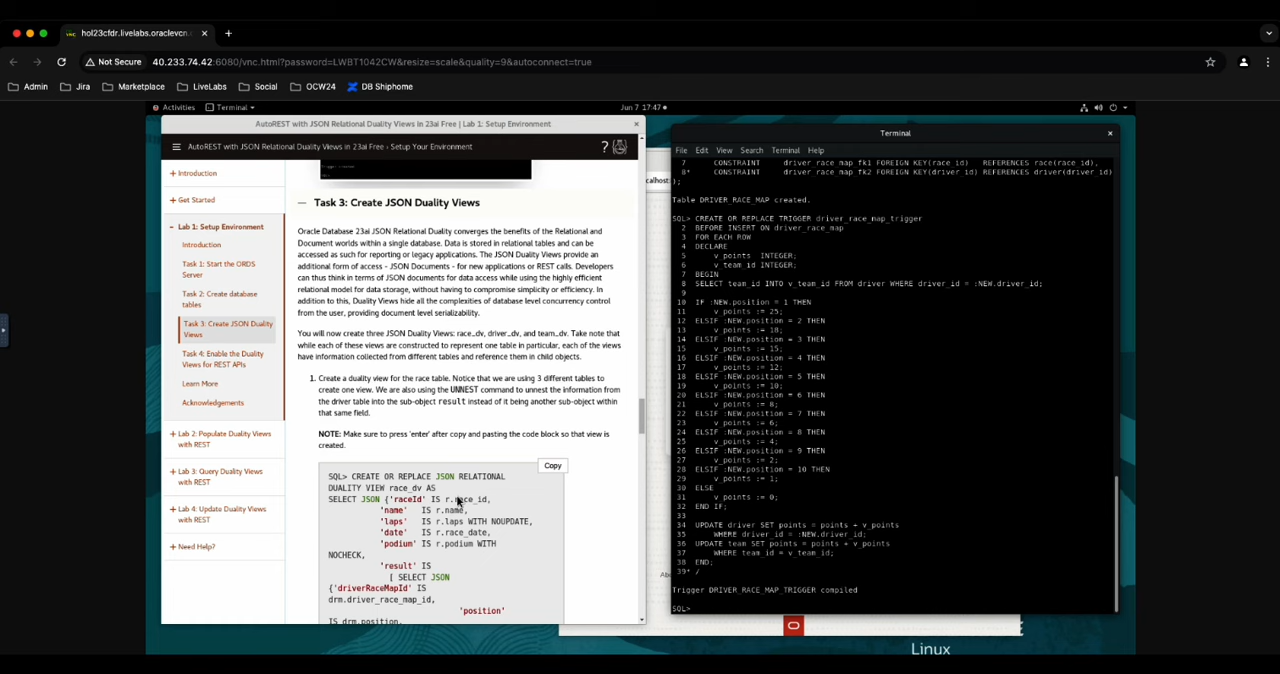 hol23cfdr.livelabs.oraclevcn.
Not Secure
40.233.74.42:6080/vnc.html?password=LWBT1042CW&resize=scale&quality=9&autoconnect=true
Admin
Jira
Marketplace
LiveLabs
Social
OCW24
DB Shiphome
Activities
Terminal
Jun 7 17:47
AutoREST with JSON Relational Duality Views in 23ai Free | Lab 1: Setup Environment
AutoREST with JSON Relational Duality Views in 23ai Free › Setup Your Environment
?
+ Introduction
+ Get Started
- Lab 1: Setup Environment
Introduction
Task 1: Start the ORDS
Server
Task 2: Create database
tables
Task 3: Create JSON Duality
Views
Task 4: Enable the Duality
Views for REST APIs
Learn More
Acknowledgements
+ Lab 2: Populate Duality Views
with REST
+ Lab 3: Query Duality Views
with REST
+ Lab 4: Update Duality Views
with REST
+ Need Help?
— Task 3: Create JSON Duality Views
Oracle Database 23ai JSON Duality converges the benefits of the Relational and
Document worlds within a single database. Data is stored in relational tables and can be
accessed as such for reporting or legacy applications. The JSON Duality Views provide an
additional form of access - JSON Documents - for new applications or REST calls. Developers
can thus think in terms of JSON documents for data access while using the highly efficient
relational model for data storage, without having to compromise simplicity or efficiency. In
addition to this, Duality Views hide all the complexities of database level concurrency control
from the user, providing document level serializability.
You will now create three JSON Duality Views: race_dv, driver_dv, and team_dv. Take note that
while each of these views are constructed to represent one table in particular, each of the views
have information collected from different tables and reference them in child objects.
1. Create a duality view for the race table. Notice that we are using 3 different tables to
create one view. We are also using the UNNEST command to unnest the information from
the driver table into the sub-object result instead of it being another sub-object within
that same field.
NOTE: Make sure to press 'enter' after copy and pasting the code block so that view is
created.
Copy
SQL> CREATE OR REPLACE JSON RELATIONAL
DUALITY VIEW race_dv AS
SELECT JSON {'raceId' IS r.race_id,
'name' IS r.name,
'laps' IS r.laps WITH NOUPDATE,
'date' IS r.race_date,
'podium' IS r.podium WITH
NOCHECK,
'result' IS
[ SELECT JSON
{'driverRaceMapId' IS
drm.driver_race_map_id,
'position'
IS drm.position,
calhost:
Terminal
File Edit View Search Terminal Help
7 CONSTRAINT driver_race_map_fk1 FOREIGN KEY(race_id) REFERENCES race(race_id),
8* CONSTRAINT driver_race_map_fk2 FOREIGN KEY(driver_id) REFERENCES driver(driver_id)
);
Table DRIVER_RACE_MAP created.
SQL> CREATE OR REPLACE TRIGGER driver_race_map_trigger
2 BEFORE INSERT ON driver_race_map
3 FOR EACH ROW
4 DECLARE
5 v_points INTEGER;
6 v_team_id INTEGER;
7 BEGIN
8 SELECT team_id INTO v_team_id FROM driver WHERE driver_id = :NEW.driver_id;
9
10 IF :NEW.position = 1 THEN
11 v_points := 25;
12 ELSIF :NEW.position = 2 THEN
13 v_points := 18;
14 ELSIF :NEW.position = 3 THEN
15 v_points := 15;
16 ELSIF :NEW.position = 4 THEN
17 v_points := 12;
18 ELSIF :NEW.position = 5 THEN
19 v_points := 10;
20 ELSIF :NEW.position = 6 THEN
21 v_points := 8;
22 ELSIF :NEW.position = 7 THEN
23 v_points := 6;
24 ELSIF :NEW.position = 8 THEN
25 v_points := 4;
26 ELSIF :NEW.position = 9 THEN
27 v_points := 2;
28 ELSIF :NEW.position = 10 THEN
29 v_points := 1;
30 ELSE
31 v_points := 0;
32 END IF;
33
34 UPDATE driver SET points = points + v_points
35 WHERE driver_id = :NEW.driver_id;
36 UPDATE team SET points = points + v_points
37 WHERE team_id = v_team_id;
38 END;
39* /
Trigger DRIVER_RACE_MAP_TRIGGER compiled
SQL>
Abo
Linux